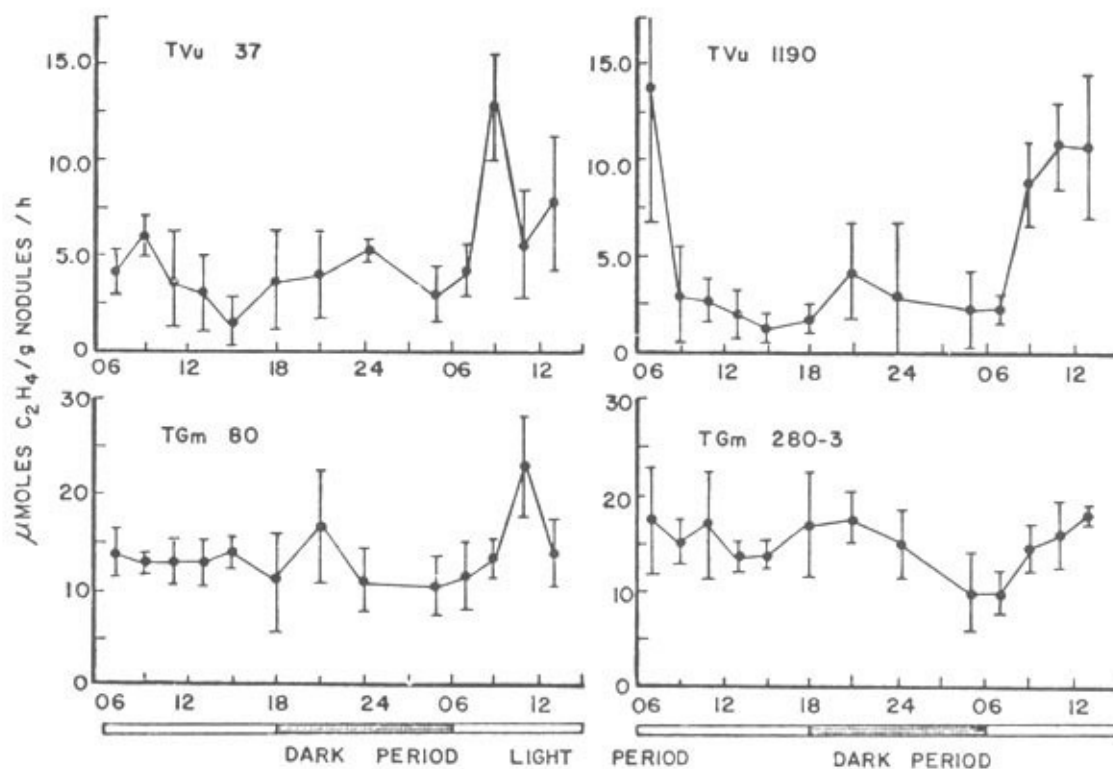 μMOLES C₂H₄/g NODULES /h
TVu 37
15.0
10.0
5.0
0
06 12 18 24 06 12
TVu 1190
15.0
10.0
5.0
0
06 12 18 24 06 12
TGm 80
30
20
10
0
06 12 18 24 06 12
TGm 280-3
30
20
10
0
06 12 18 24 06 12
DARK PERIOD LIGHT PERIOD DARK PERIOD